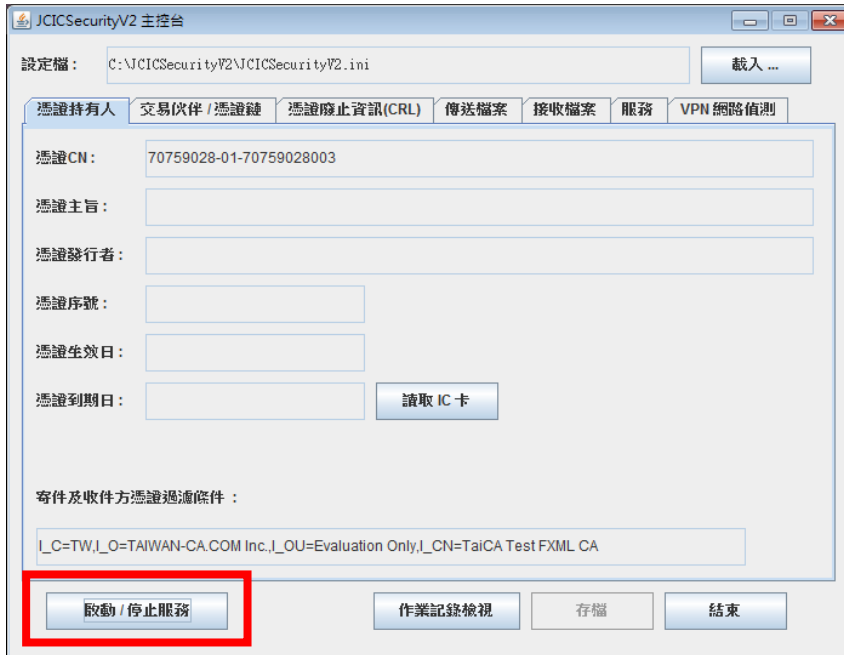 JCICSecurityV2 主控台
設定檔： C:\JCICSecurityV2\JCICSecurityV2.ini 載入 ...
憑證持有人 交易伙伴 / 憑證鏈 憑證廢止資訊(CRL) 傳送檔案 接收檔案 服務 VPN 網路偵測
憑證CN： 70759028-01-70759028003
憑證主旨：
憑證發行者：
憑證序號：
憑證生效日：
憑證到期日： 讀取 IC 卡
寄件及收件方憑證過濾條件 ：
I_C=TW,I_O=TAIWAN-CA.COM Inc.,I_OU=Evaluation Only,I_CN=TaiCA Test FXML CA
啟動 / 停止服務 作業記錄檢視 存檔 結束